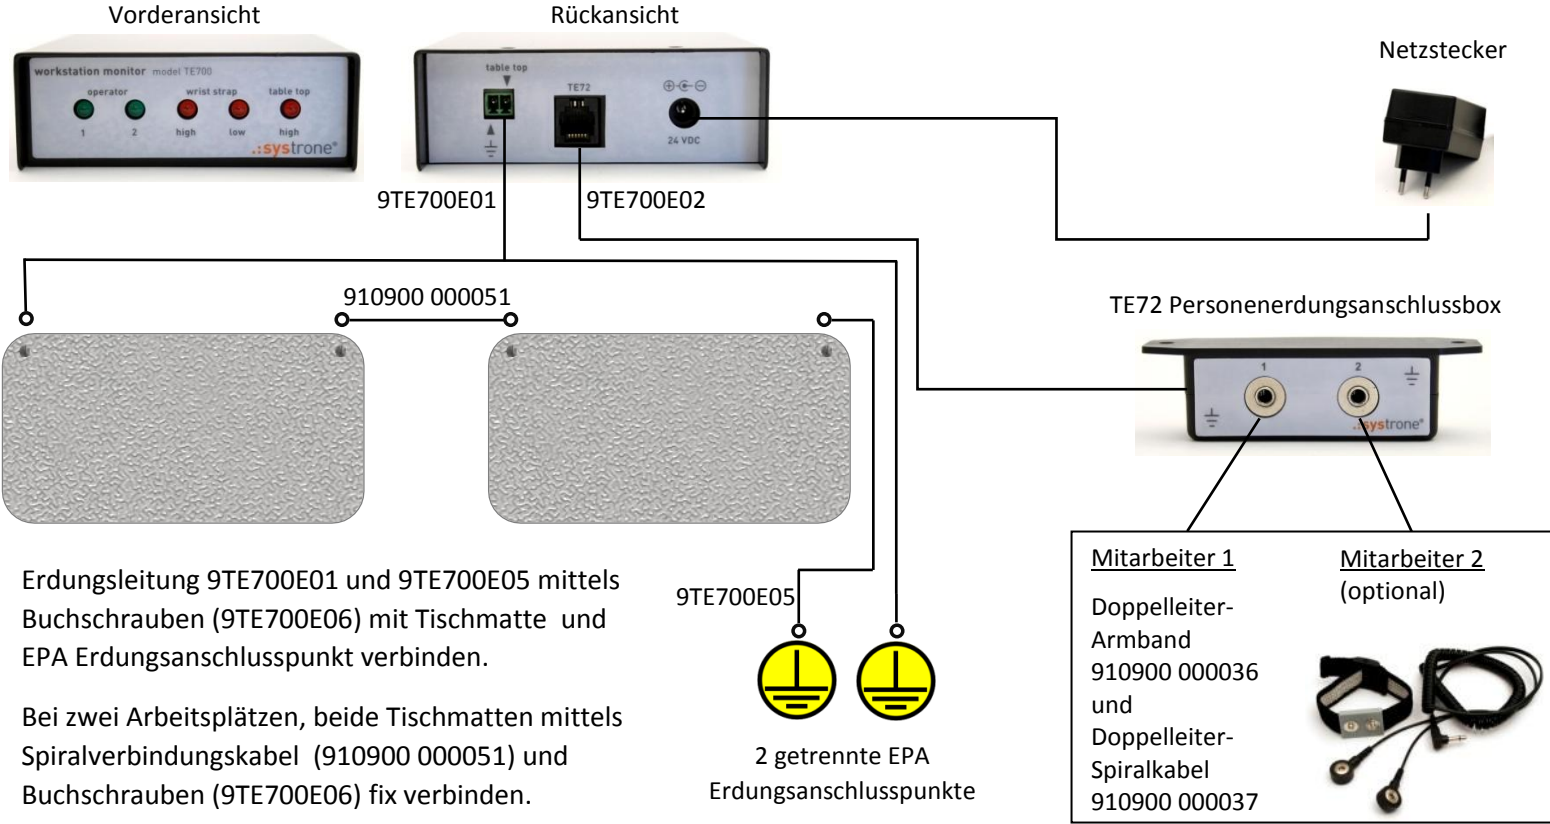 Vorderansicht
Rückansicht
Netzstecker
workstation monitor model TE700
operator wrist strap table top
1 2 high low high
.:systrone®
table top
TE72
24 VDC
9TE700E01
9TE700E02
910900 000051
TE72 Personenerdungsanschlussbox
1 2
.:systrone®
Erdungsleitung 9TE700E01 und 9TE700E05 mittels
Buchschrauben (9TE700E06) mit Tischmatte und
EPA Erdungsanschlusspunkt verbinden.
Bei zwei Arbeitsplätzen, beide Tischmatten mittels
Spiralverbindungskabel (910900 000051) und
Buchschrauben (9TE700E06) fix verbinden.
9TE700E05
2 getrennte EPA
Erdungsanschlusspunkte
Mitarbeiter 1
Doppelleiter-
Armband
910900 000036
und
Doppelleiter-
Spiralkabel
910900 000037
Mitarbeiter 2
(optional)